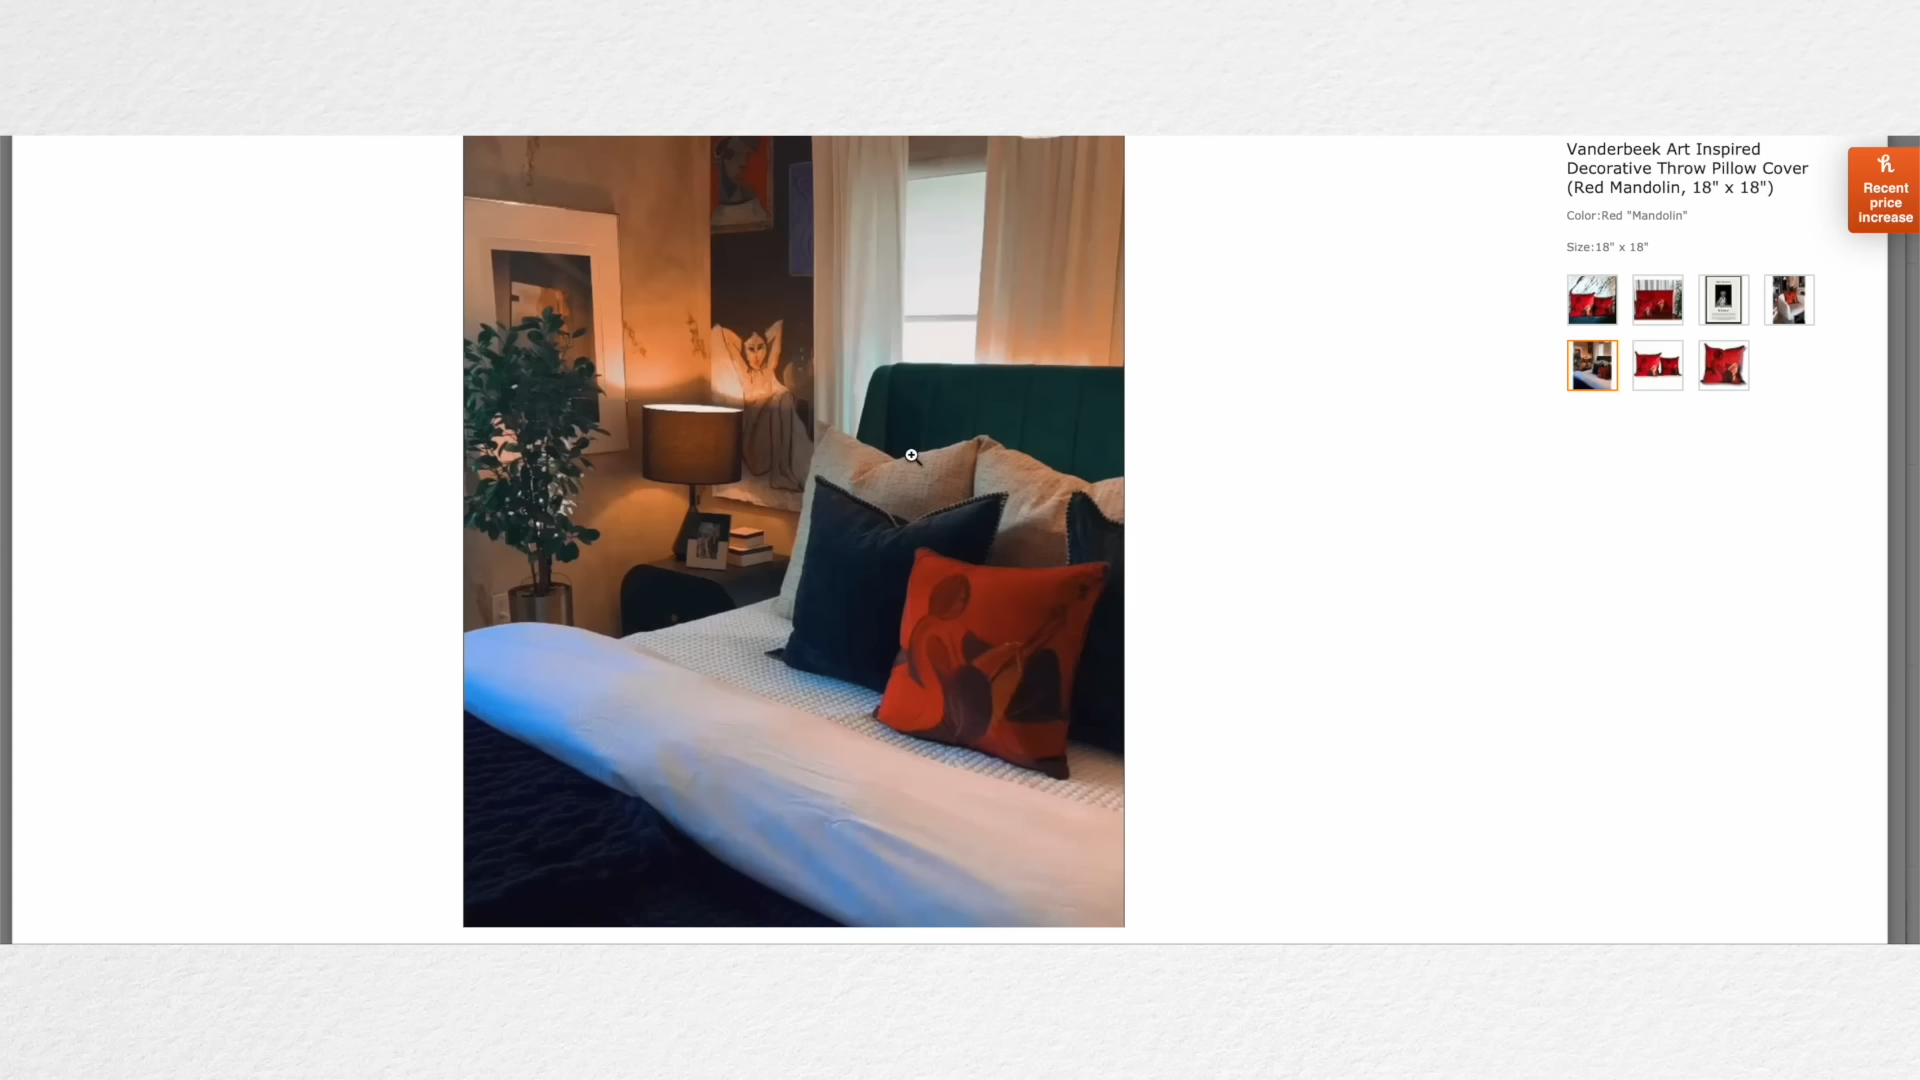 Vanderbeek Art Inspired
Decorative Throw Pillow Cover
(Red Mandolin, 18" x 18")
Color:Red "Mandolin"
Size:18" x 18"
Recent
price
increase